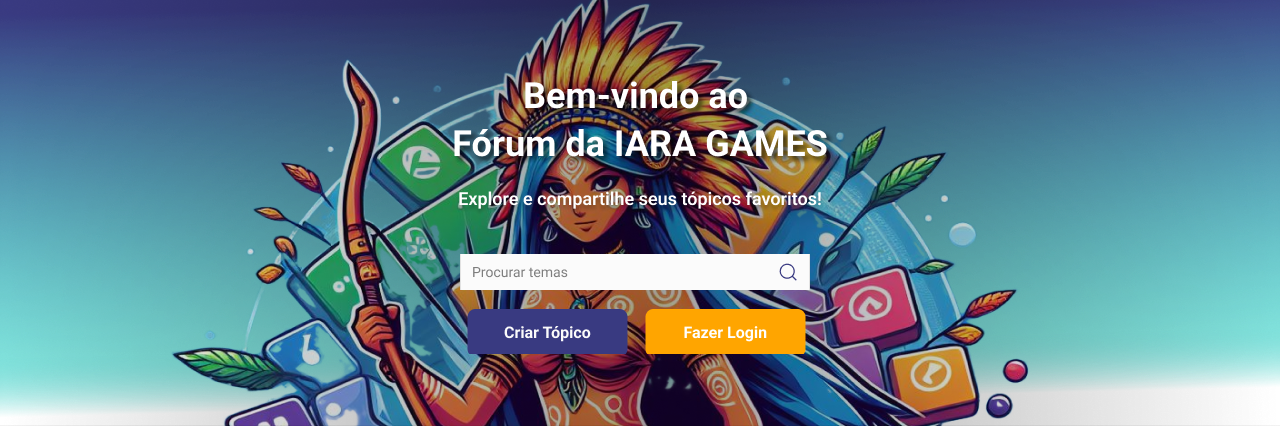 Bem-vindo ao
Fórum da IARA GAMES
Explore e compartilhe seus tópicos favoritos!
Procurar temas
Criar Tópico
Fazer Login